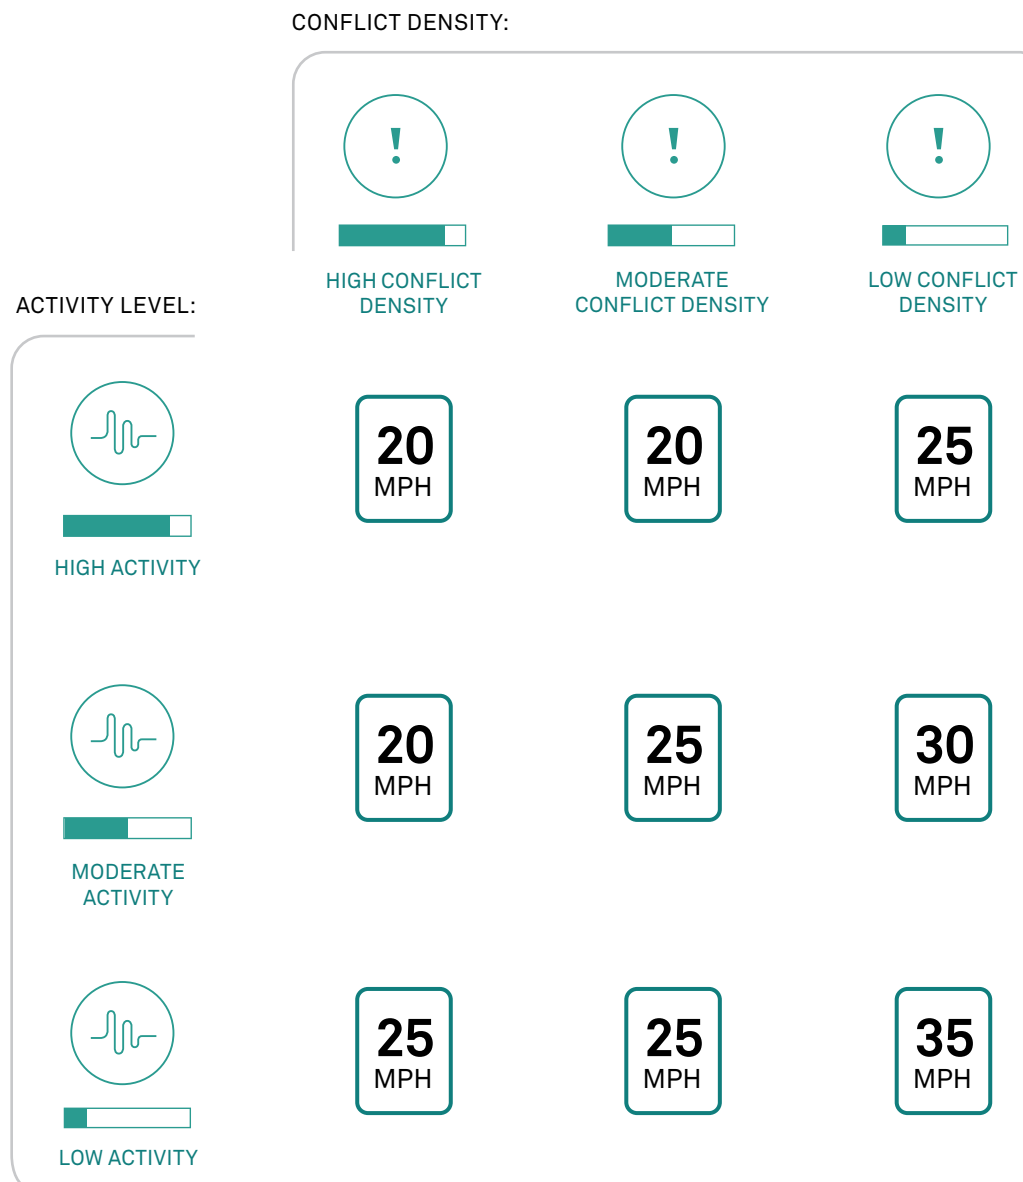 CONFLICT DENSITY:
!
!
!
HIGH CONFLICT
DENSITY
MODERATE
CONFLICT DENSITY
LOW CONFLICT
DENSITY
ACTIVITY LEVEL:
HIGH ACTIVITY
20
MPH
20
MPH
25
MPH
MODERATE
ACTIVITY
20
MPH
25
MPH
30
MPH
LOW ACTIVITY
25
MPH
25
MPH
35
MPH